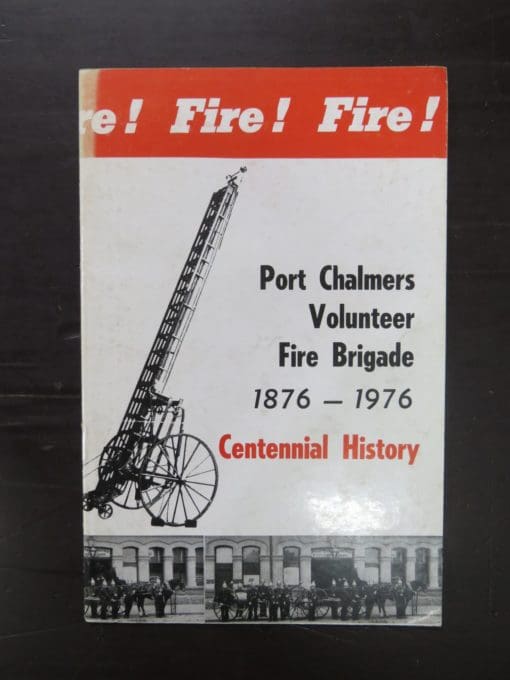 re! Fire! Fire!
Port Chalmers
Volunteer
Fire Brigade
1876 – 1976
Centennial History